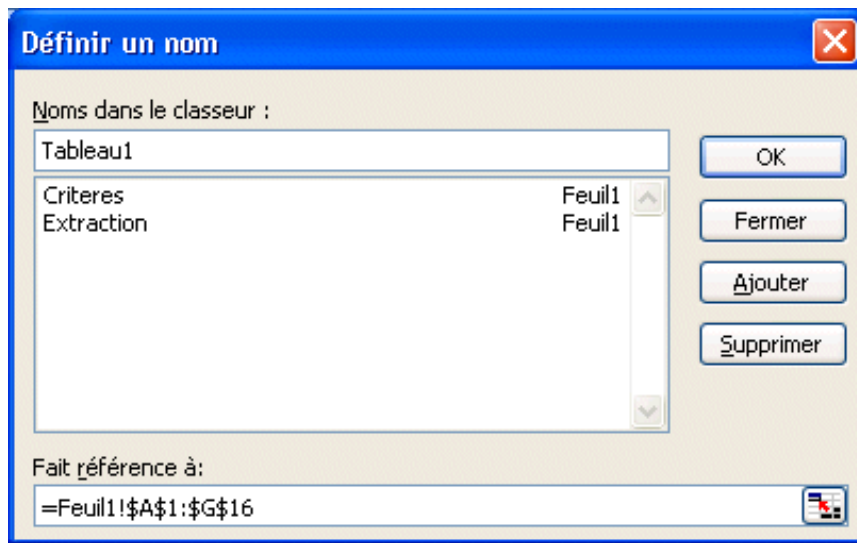 Définir un nom
Noms dans le classeur :
Tableau1
OK
Criteres Feuil1
Extraction Feuil1
Fermer
Ajouter
Supprimer
Fait référence à:
=Feuil1!$A$1:$G$16